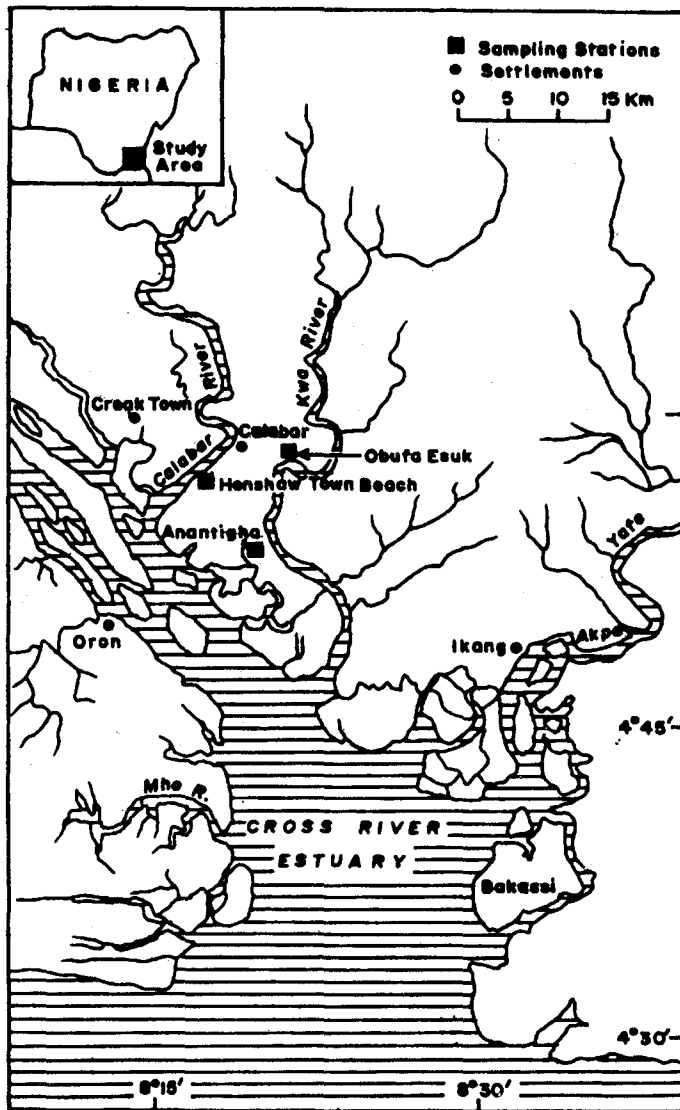 NIGERIA
Study
Area
Sampling Stations
Settlements
0 5 10 15 Km
River
Kwa River
Creek Town
Calabar
Calabar
Obufa Esuk
Henshaw Town Beach
Anantigha
Yafe
Oron
Ikang
Akpa
4°45'
Mbo R.
CROSS RIVER
ESTUARY
Bakassi
4°30'
8°15'
8°30'